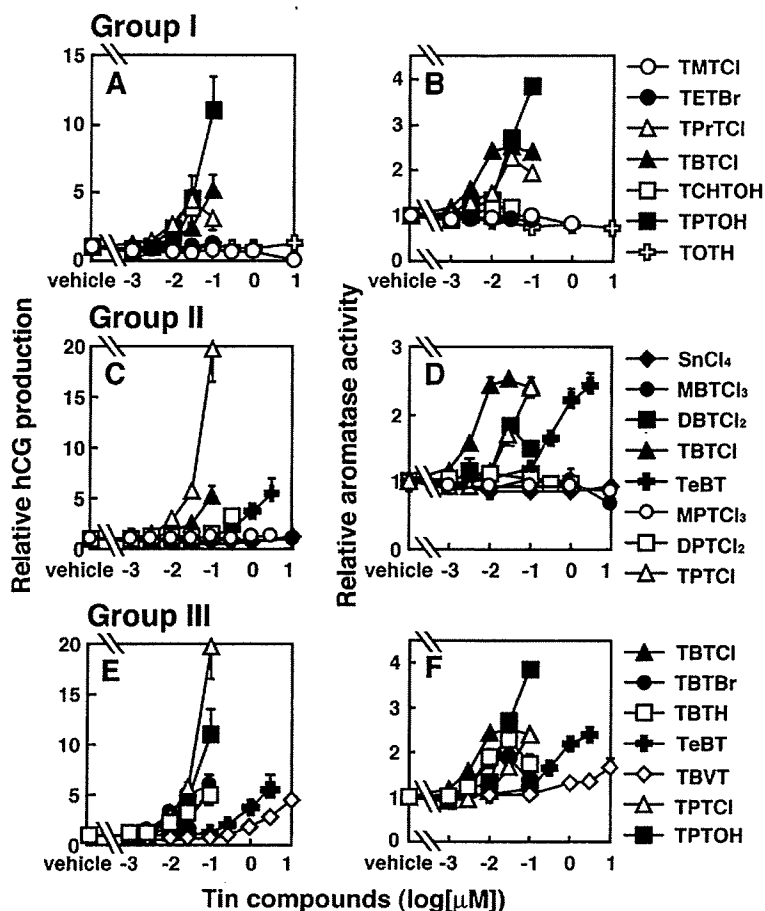 Group I
A
15
10
5
1
0
vehicle -3 -2 -1 0 1
B
4
3
2
1
0
vehicle -3 -2 -1 0 1
TMTCl
TETBr
TPrTCl
TBTCl
TCHTOH
TPTOH
TOTH
Group II
Relative hCG production
C
20
15
10
5
1
0
vehicle -3 -2 -1 0 1
Relative aromatase activity
D
3
2
1
0
vehicle -3 -2 -1 0 1
SnCl₄
MBTCl₃
DBTCl₂
TBTCl
TeBT
MPTCl₃
DPTCl₂
TPTCl
Group III
E
20
15
10
5
1
0
vehicle -3 -2 -1 0 1
F
4
3
2
1
0
vehicle -3 -2 -1 0 1
TBTCl
TBTBr
TBTH
TeBT
TBVT
TPTCl
TPTOH
Tin compounds (log[μM])